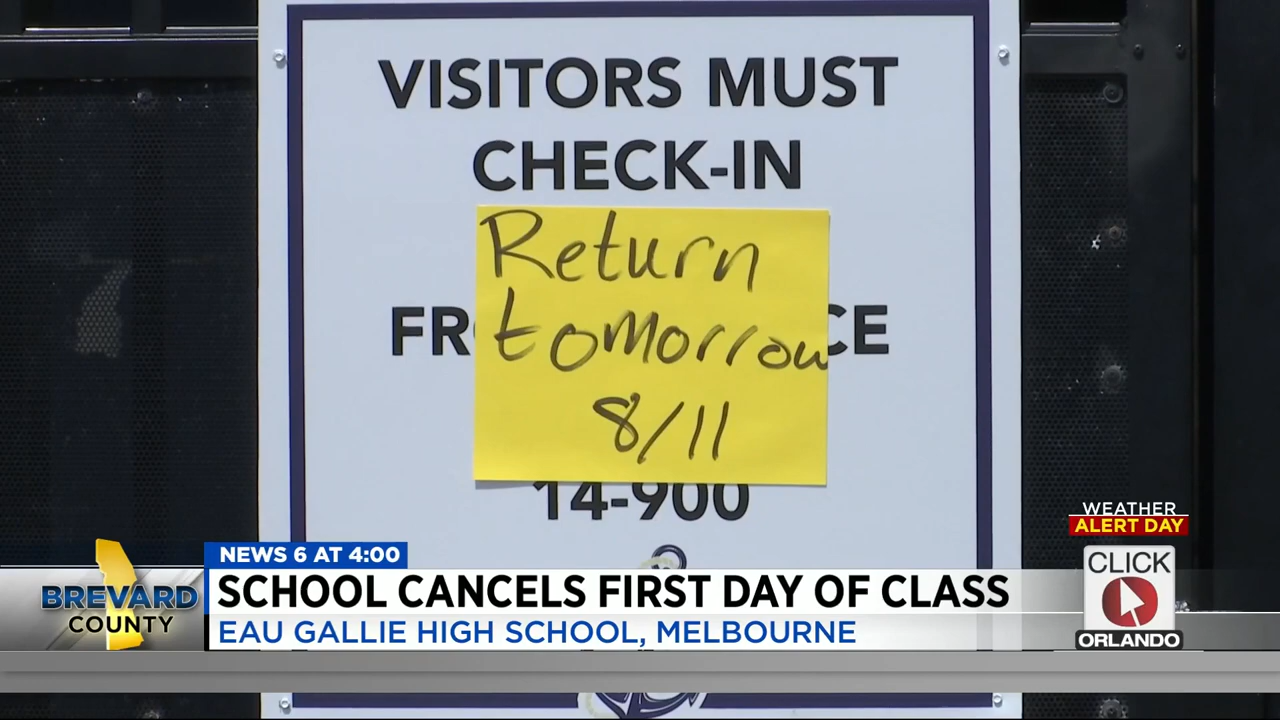 VISITORS MUST
CHECK-IN
Return
tomorrow
8/11
14-900
WEATHER
ALERT DAY
NEWS 6 AT 4:00
CLICK
ORLANDO
BREVARD
COUNTY
SCHOOL CANCELS FIRST DAY OF CLASS
EAU GALLIE HIGH SCHOOL, MELBOURNE